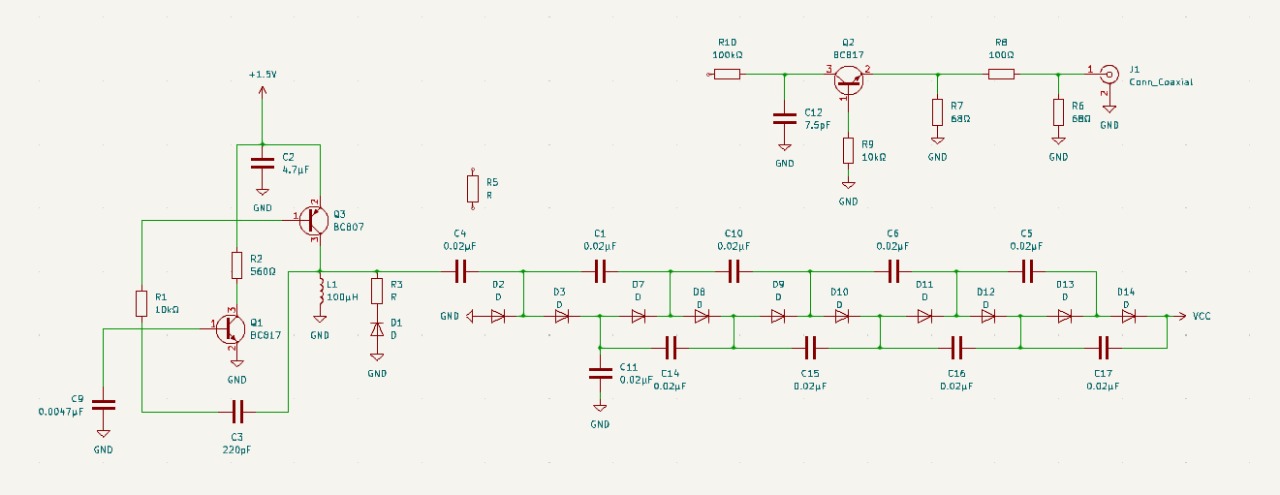 R10
100kΩ
Q2
BC817
R8
100Ω
3
2
1
1
2
J1
Conn_Coaxial
C12
7.5pF
R7
68Ω
R6
68Ω
GND
R9
10kΩ
GND
GND
GND
GND
+1.5V
C2
4.7µF
GND
2
1
3
Q3
BC807
R5
R
R2
560Ω
R1
10kΩ
3
1
2
Q1
BC817
GND
L1
100µH
GND
R3
R
D1
D
GND
C9
0.0047µF
GND
C3
220pF
C4
0.02µF
C1
0.02µF
C10
0.02µF
C6
0.02µF
C5
0.02µF
GND
D2
D
D3
D
D7
D
D8
D
D9
D
D10
D
D11
D
D12
D
D13
D
D14
D
VCC
C11
0.02µF
GND
C14
0.02µF
C15
0.02µF
C16
0.02µF
C17
0.02µF